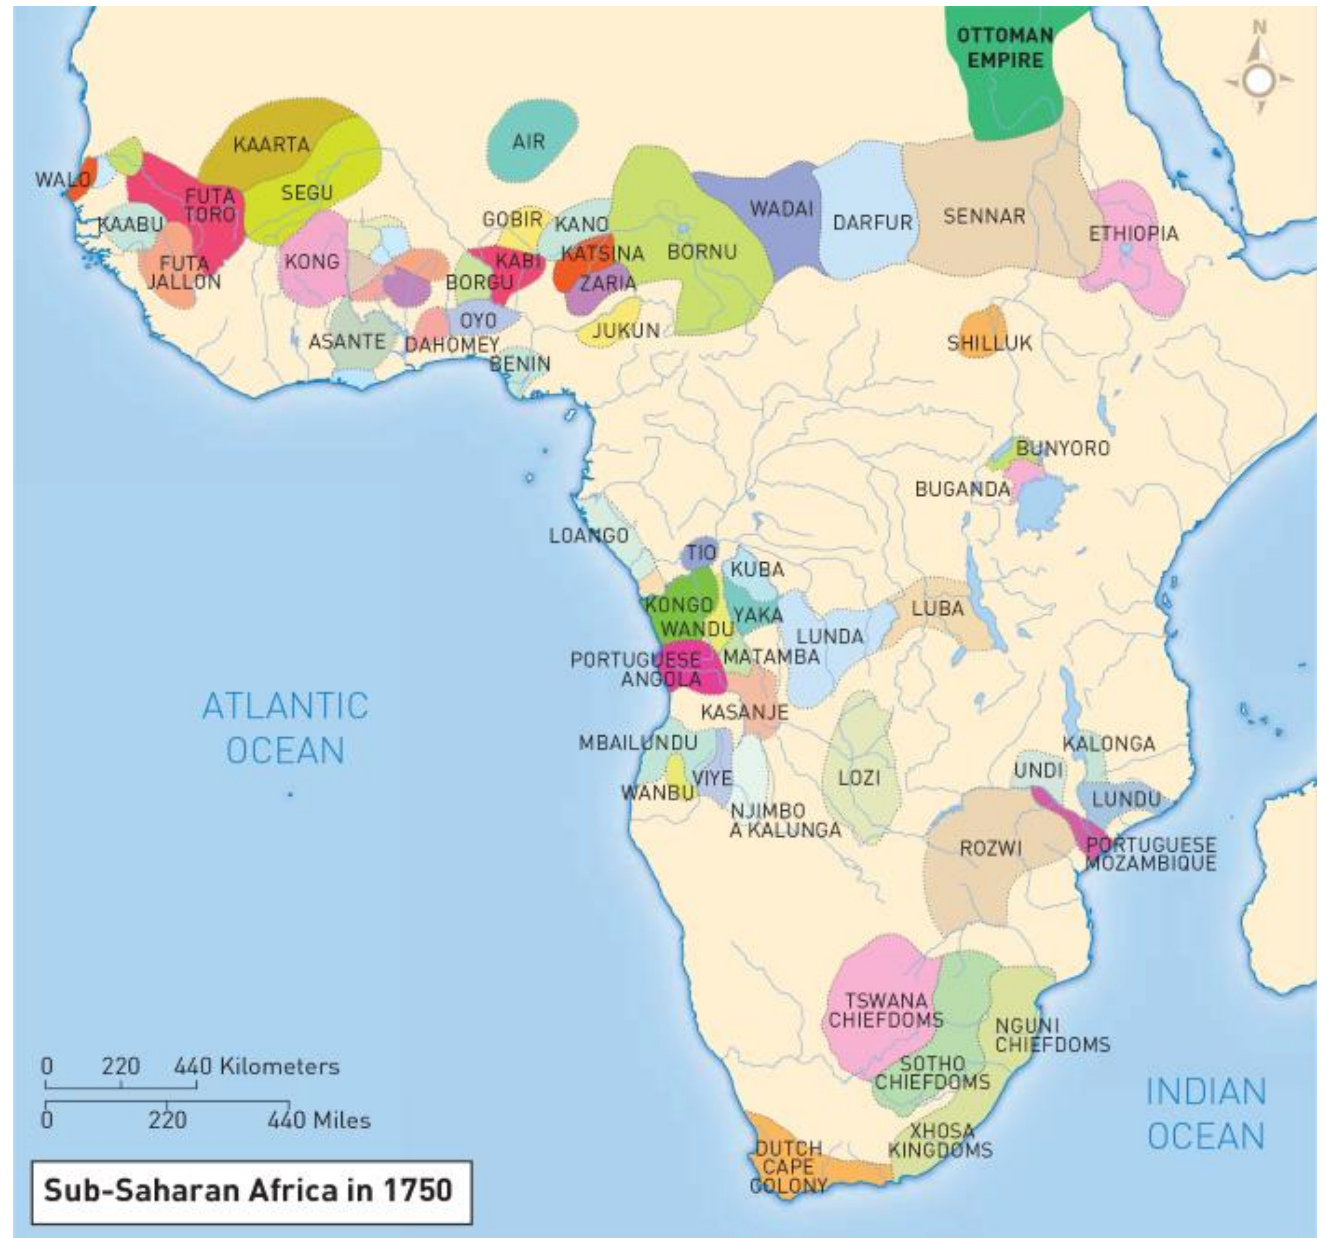 OTTOMAN
EMPIRE
N
KAARTA
AIR
WALO
SEGU
FUTA
TORO
KAABU
GOBIR
KANO
WADAI
DARFUR
SENNAR
ETHIOPIA
FUTA
JALLON
KONG
BORGU
KABI
KATSINA
ZARIA
BORNU
ASANTE
DAHOMEY
OYO
JUKUN
SHILLUK
BENIN
BUNYORO
BUGANDA
LOANGO
TIO
KUBA
KONGO
WANDU
YAKA
LUNDA
LUBA
PORTUGUESE
ANGOLA
MATAMBA
KASANJE
ATLANTIC
OCEAN
MBAILUNDU
WANBU
VIYE
NJIMBO
A KALUNGA
LOZI
UNDI
KALONGA
LUNDU
ROZWI
PORTUGUESE
MOZAMBIQUE
TSWANA
CHIEFDOMS
NGUNI
CHIEFDOMS
SOTHO
CHIEFDOMS
XHOSA
KINGDOMS
DUTCH
CAPE
COLONY
INDIAN
OCEAN
0 220 440 Kilometers
0 220 440 Miles
Sub-Saharan Africa in 1750